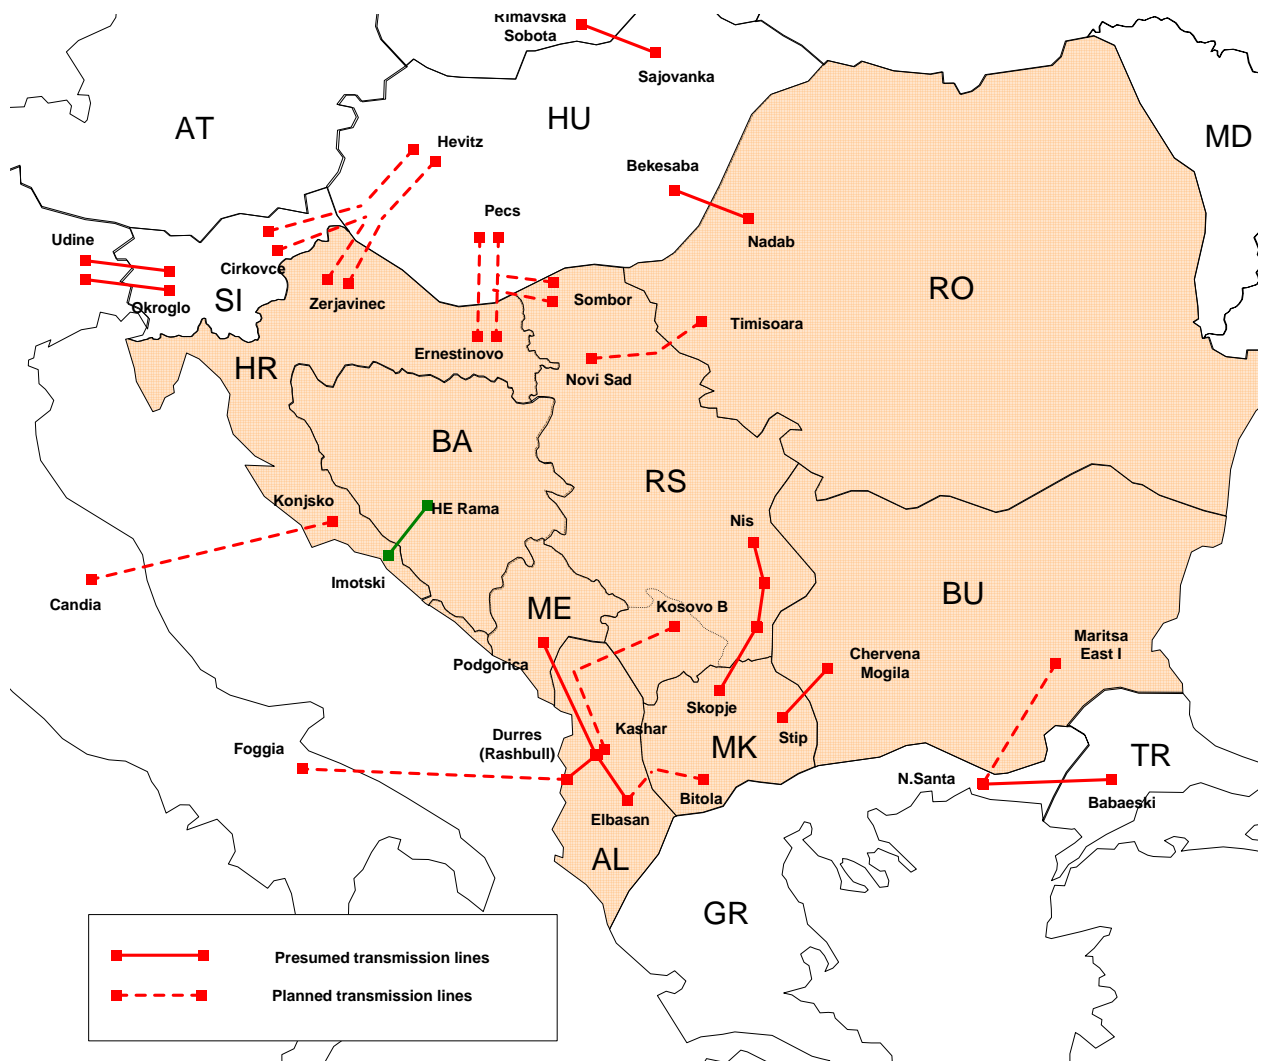 Rimavska
Sobota
Sajovanka
HU
AT
MD
Hevitz
Bekesaba
Pecs
Nadab
Udine
Cirkovce
Okroglo
SI
Zerjavinec
Sombor
RO
Timisoara
Ernestinovo
HR
Novi Sad
BA
RS
Konjsko
HE Rama
Nis
Imotski
Candia
ME
Kosovo B
BU
Maritsa
East I
Chervena
Mogila
Podgorica
Skopje
Stip
Kashar
Durres
(Rashbull)
Foggia
MK
TR
N.Santa
Bitola
Babaeski
Elbasan
AL
GR
Presumed transmission lines
Planned transmission lines